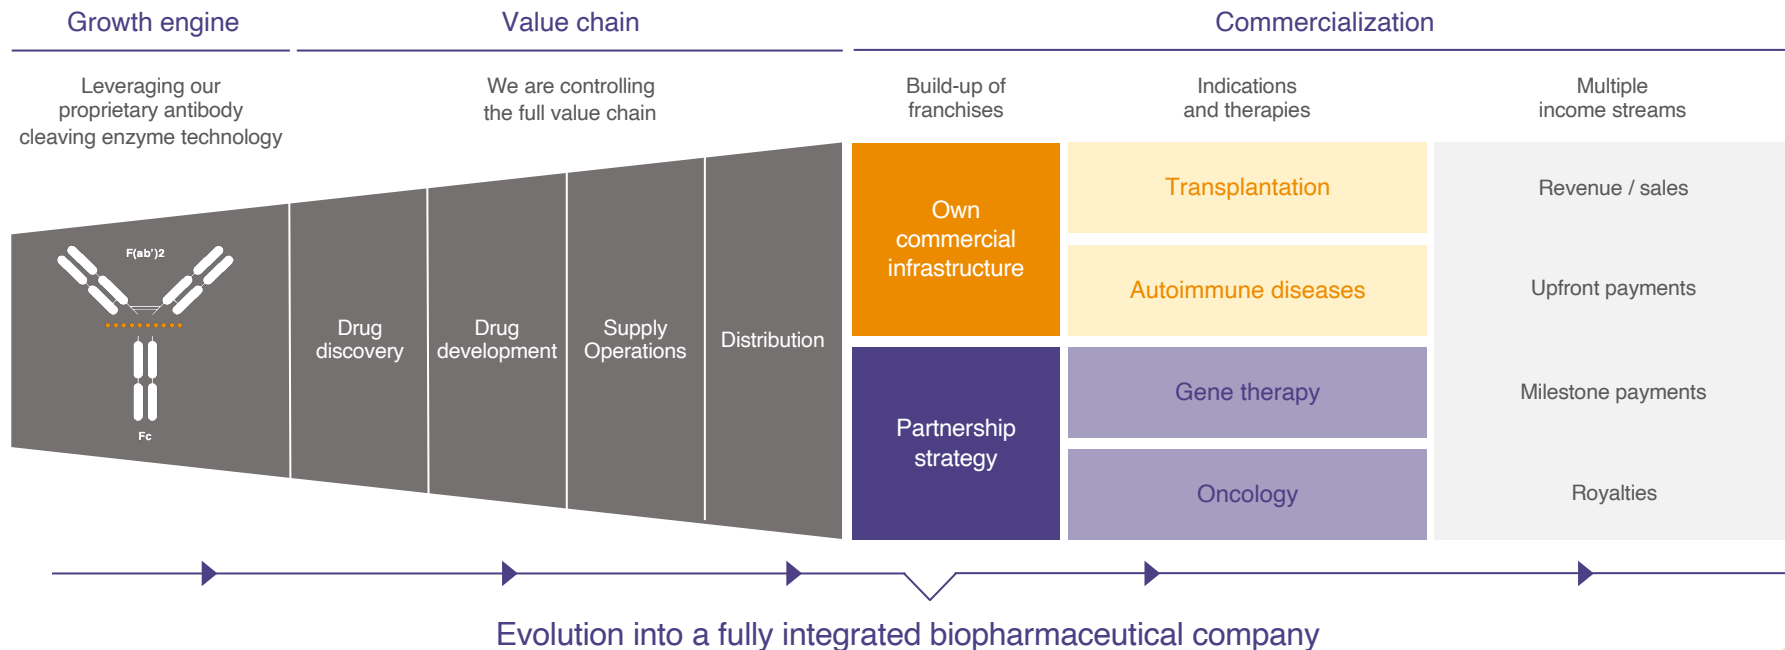 Growth engine
Value chain
Commercialization
Leveraging our
proprietary antibody
cleaving enzyme technology
We are controlling
the full value chain
Build-up of
franchises
Indications
and therapies
Multiple
income streams
F(ab')2
Fc
Drug
discovery
Drug
development
Supply
Operations
Distribution
Own
commercial
infrastructure
Partnership
strategy
Transplantation
Autoimmune diseases
Gene therapy
Oncology
Revenue / sales
Upfront payments
Milestone payments
Royalties
Evolution into a fully integrated biopharmaceutical company